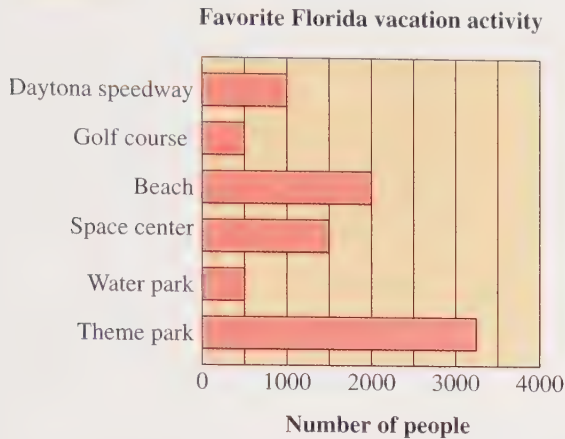 Favorite Florida vacation activity
Daytona speedway
Golf course
Beach
Space center
Water park
Theme park
0 1000 2000 3000 4000
Number of people